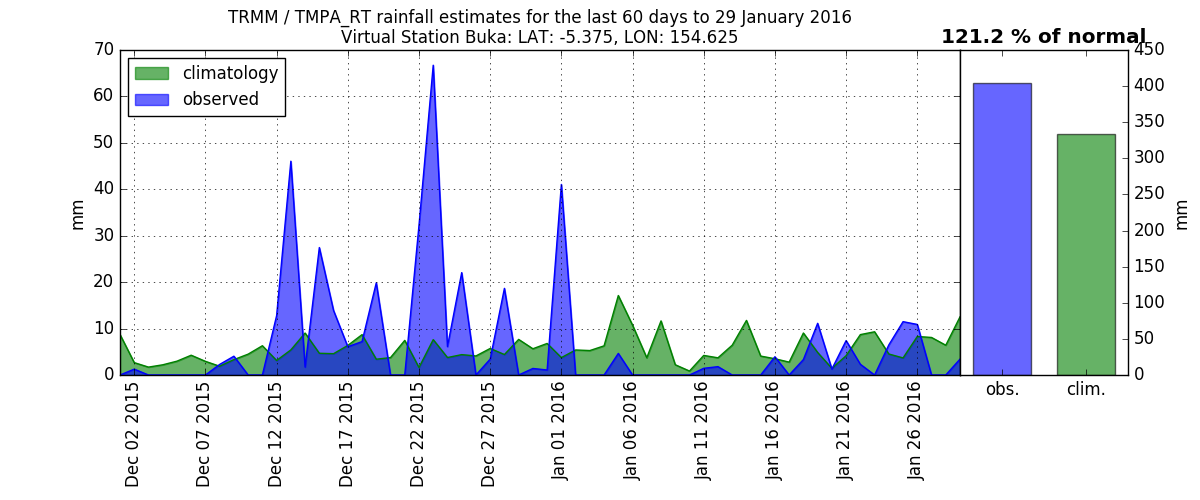 TRMM / TMPA_RT rainfall estimates for the last 60 days to 29 January 2016
Virtual Station Buka: LAT: -5.375, LON: 154.625
121.2 % of normal
climatology
observed
70
60
50
40
30
20
10
0
mm
Dec 02 2015
Dec 07 2015
Dec 12 2015
Dec 17 2015
Dec 22 2015
Dec 27 2015
Jan 01 2016
Jan 06 2016
Jan 11 2016
Jan 16 2016
Jan 21 2016
Jan 26 2016
obs.
clim.
450
400
350
300
250
200
150
100
50
0
mm